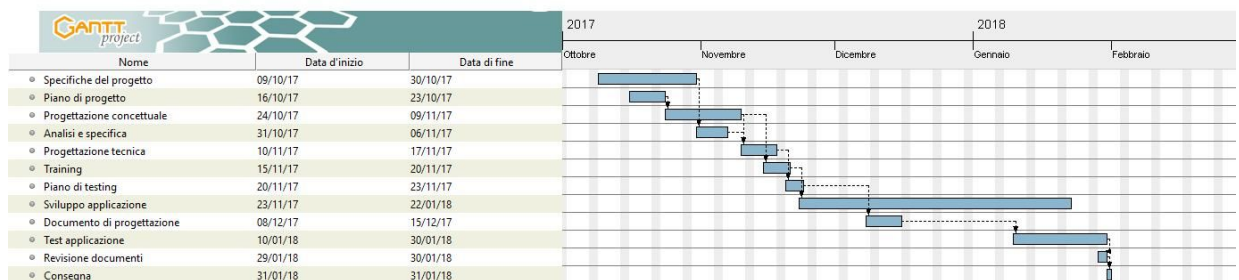 GANTT project
2017 2018
Ottobre Novembre Dicembre Gennaio Febbraio
Nome Data d'inizio Data di fine
Specifiche del progetto 09/10/17 30/10/17
Piano di progetto 16/10/17 23/10/17
Progettazione concettuale 24/10/17 09/11/17
Analisi e specifica 31/10/17 06/11/17
Progettazione tecnica 10/11/17 17/11/17
Training 15/11/17 20/11/17
Piano di testing 20/11/17 23/11/17
Sviluppo applicazione 23/11/17 22/01/18
Documento di progettazione 08/12/17 15/12/17
Test applicazione 10/01/18 30/01/18
Revisione documenti 29/01/18 30/01/18
Consegna 31/01/18 31/01/18